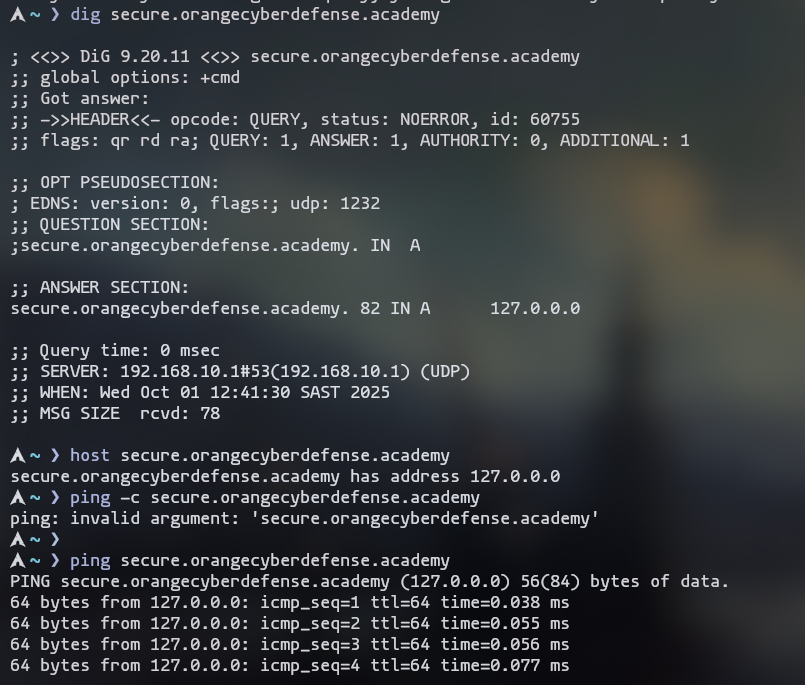 ~ ❯ dig secure.orangecyberdefense.academy
; <<>> DiG 9.20.11 <<>> secure.orangecyberdefense.academy
;; global options: +cmd
;; Got answer:
;; ->>HEADER<<- opcode: QUERY, status: NOERROR, id: 60755
;; flags: qr rd ra; QUERY: 1, ANSWER: 1, AUTHORITY: 0, ADDITIONAL: 1
;; OPT PSEUDOSECTION:
; EDNS: version: 0, flags:; udp: 1232
;; QUESTION SECTION:
;secure.orangecyberdefense.academy. IN A
;; ANSWER SECTION:
secure.orangecyberdefense.academy. 82 IN A 127.0.0.0
;; Query time: 0 msec
;; SERVER: 192.168.10.1#53(192.168.10.1) (UDP)
;; WHEN: Wed Oct 01 12:41:30 SAST 2025
;; MSG SIZE rcvd: 78
~ ❯ host secure.orangecyberdefense.academy
secure.orangecyberdefense.academy has address 127.0.0.0
~ ❯ ping -c secure.orangecyberdefense.academy
ping: invalid argument: 'secure.orangecyberdefense.academy'
~ ❯
~ ❯ ping secure.orangecyberdefense.academy
PING secure.orangecyberdefense.academy (127.0.0.0) 56(84) bytes of data.
64 bytes from 127.0.0.0: icmp_seq=1 ttl=64 time=0.038 ms
64 bytes from 127.0.0.0: icmp_seq=2 ttl=64 time=0.055 ms
64 bytes from 127.0.0.0: icmp_seq=3 ttl=64 time=0.056 ms
64 bytes from 127.0.0.0: icmp_seq=4 ttl=64 time=0.077 ms